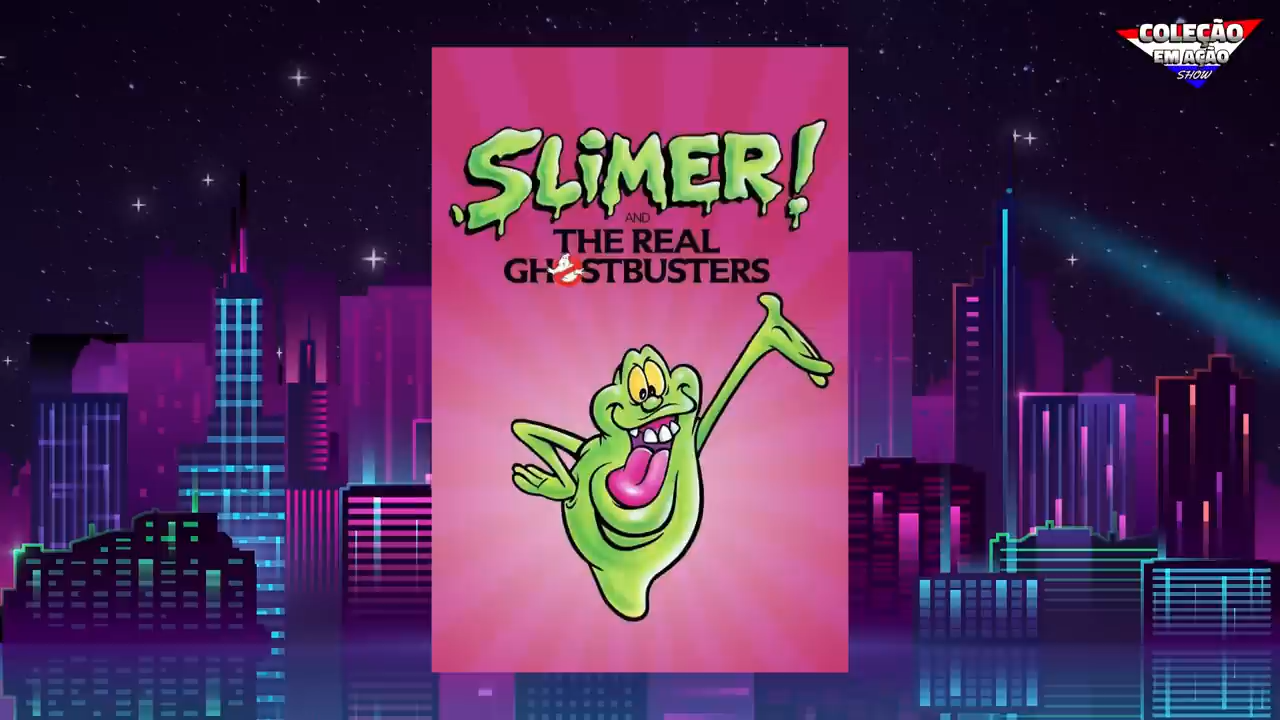 COLEÇÃO
EM AÇÃO
SHOW
SLiMER!
AND
THE REAL
GHOSTBUSTERS